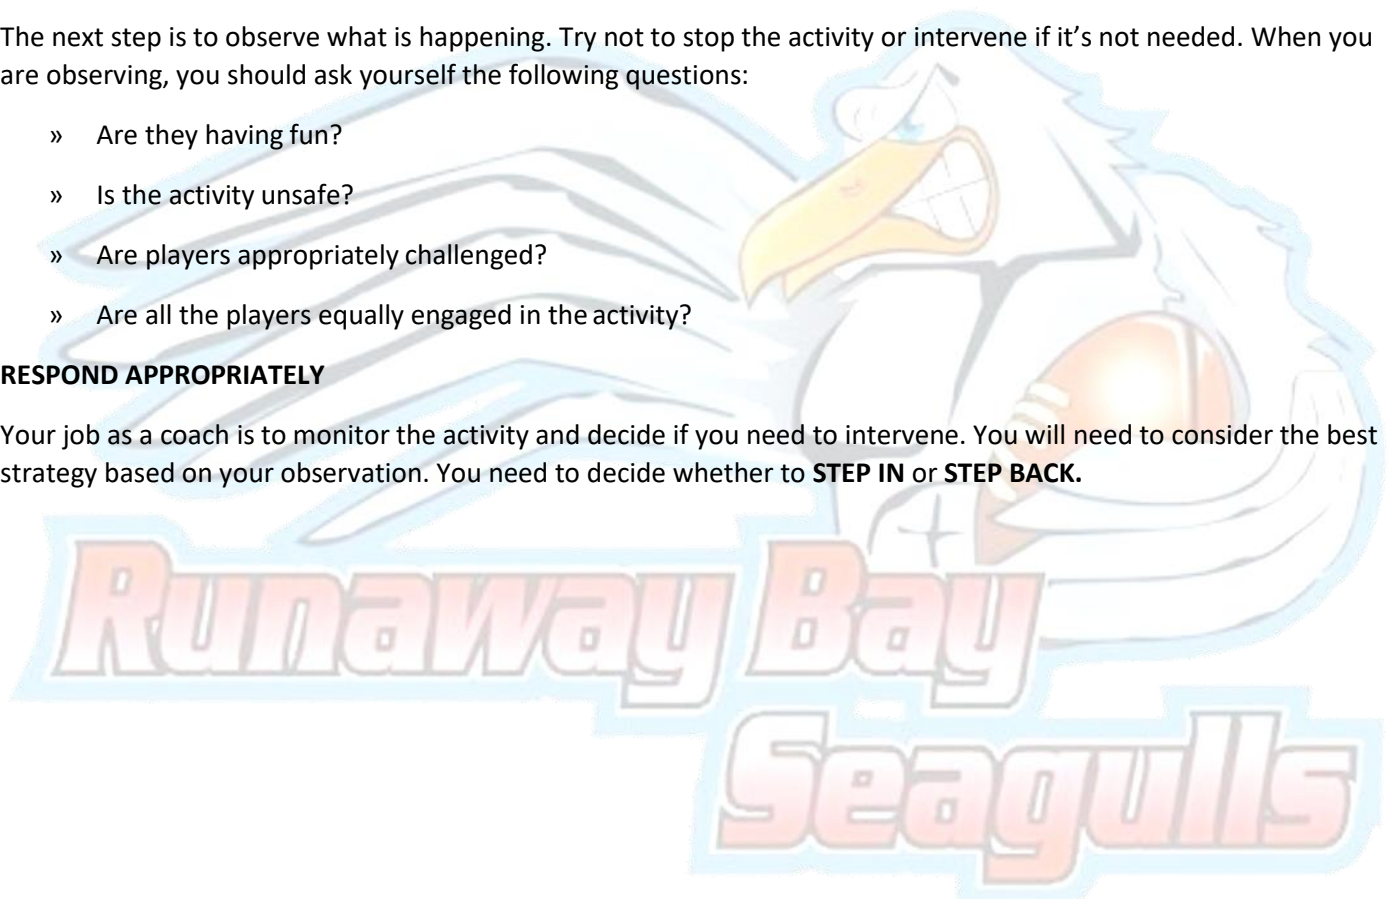 The next step is to observe what is happening. Try not to stop the activity or intervene if it’s not needed. When you
are observing, you should ask yourself the following questions:
» Are they having fun?
» Is the activity unsafe?
» Are players appropriately challenged?
» Are all the players equally engaged in the activity?
RESPOND APPROPRIATELY
Your job as a coach is to monitor the activity and decide if you need to intervene. You will need to consider the best
strategy based on your observation. You need to decide whether to STEP IN or STEP BACK.
Runaway Bay
Seagulls